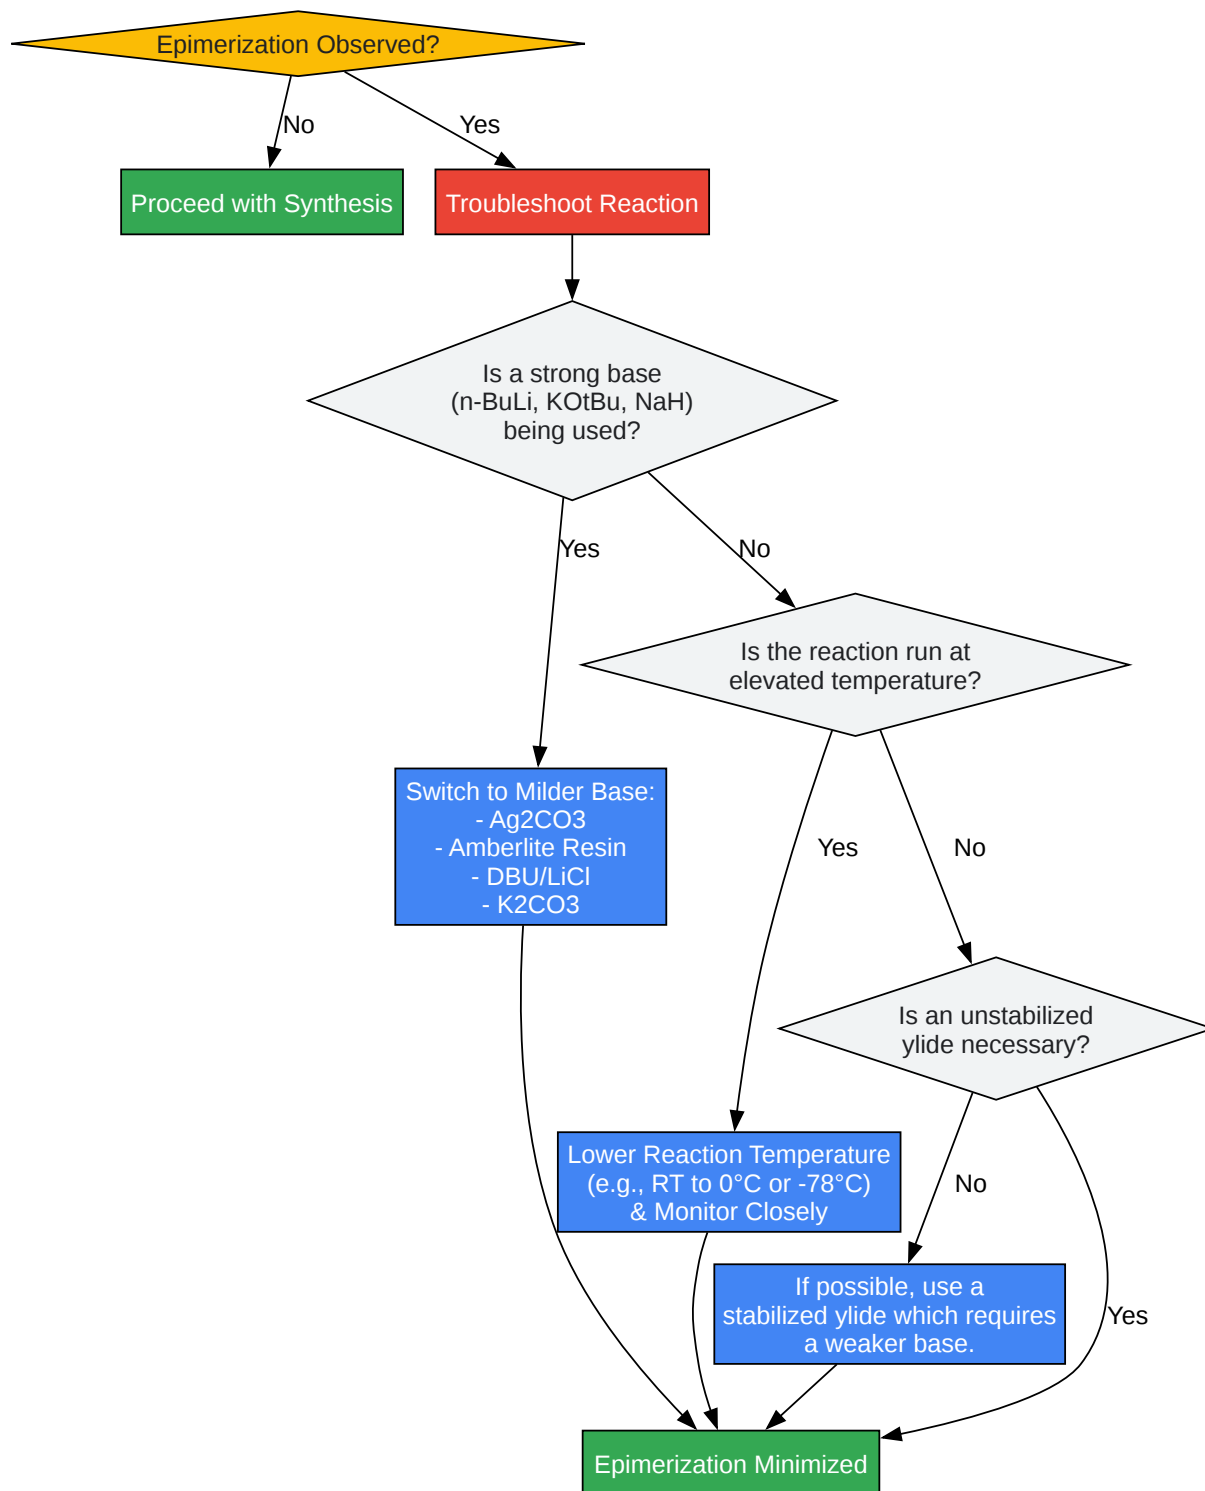 Epimerization Observed?
No
Yes
Proceed with Synthesis
Troubleshoot Reaction
Is a strong base
(n-BuLi, KOtBu, NaH)
being used?
Yes
No
Is the reaction run at
elevated temperature?
Switch to Milder Base:
- Ag2CO3
- Amberlite Resin
- DBU/LiCl
- K2CO3
Yes
No
Is an unstabilized
ylide necessary?
Lower Reaction Temperature
(e.g., RT to 0°C or -78°C)
& Monitor Closely
No
Yes
If possible, use a
stabilized ylide which requires
a weaker base.
Epimerization Minimized